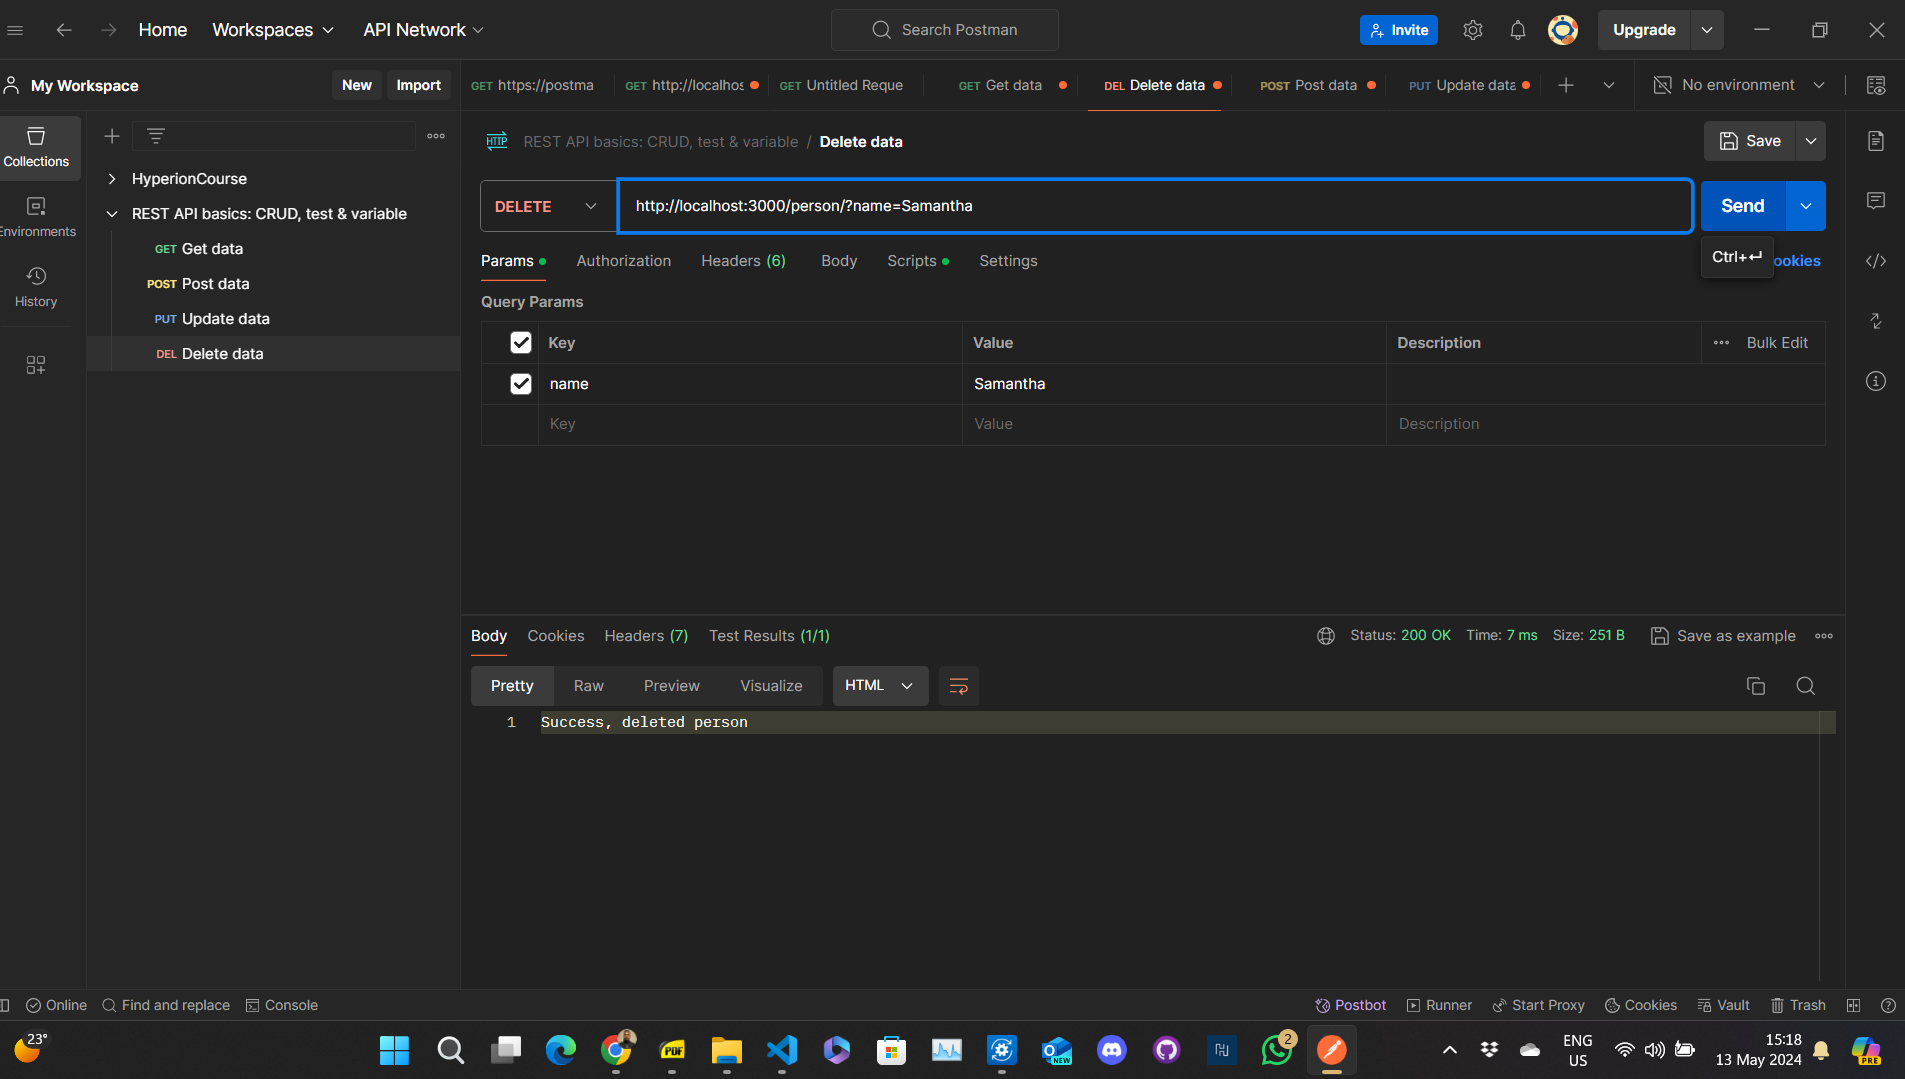 Home Workspaces API Network Search Postman Invite Upgrade
My Workspace New Import GET https://postma GET http://localhos GET Untitled Reque GET Get data DEL Delete data POST Post data PUT Update data No environment
Collections
Environments
History
HyperionCourse
REST API basics: CRUD, test & variable
GET Get data
POST Post data
PUT Update data
DEL Delete data
HTTP REST API basics: CRUD, test & variable / Delete data Save
DELETE http://localhost:3000/person/?name=Samantha Send
Ctrl+↵ ookies
Params Authorization Headers (6) Body Scripts Settings
Query Params
Key Value Description Bulk Edit
name Samantha
Key Value Description
Body Cookies Headers (7) Test Results (1/1) Status: 200 OK Time: 7 ms Size: 251 B Save as example
Pretty Raw Preview Visualize HTML
1 Success, deleted person
Online Find and replace Console Postbot Runner Start Proxy Cookies Vault Trash
23° PDF NEW 2 ENG US 15:18 13 May 2024 PRE